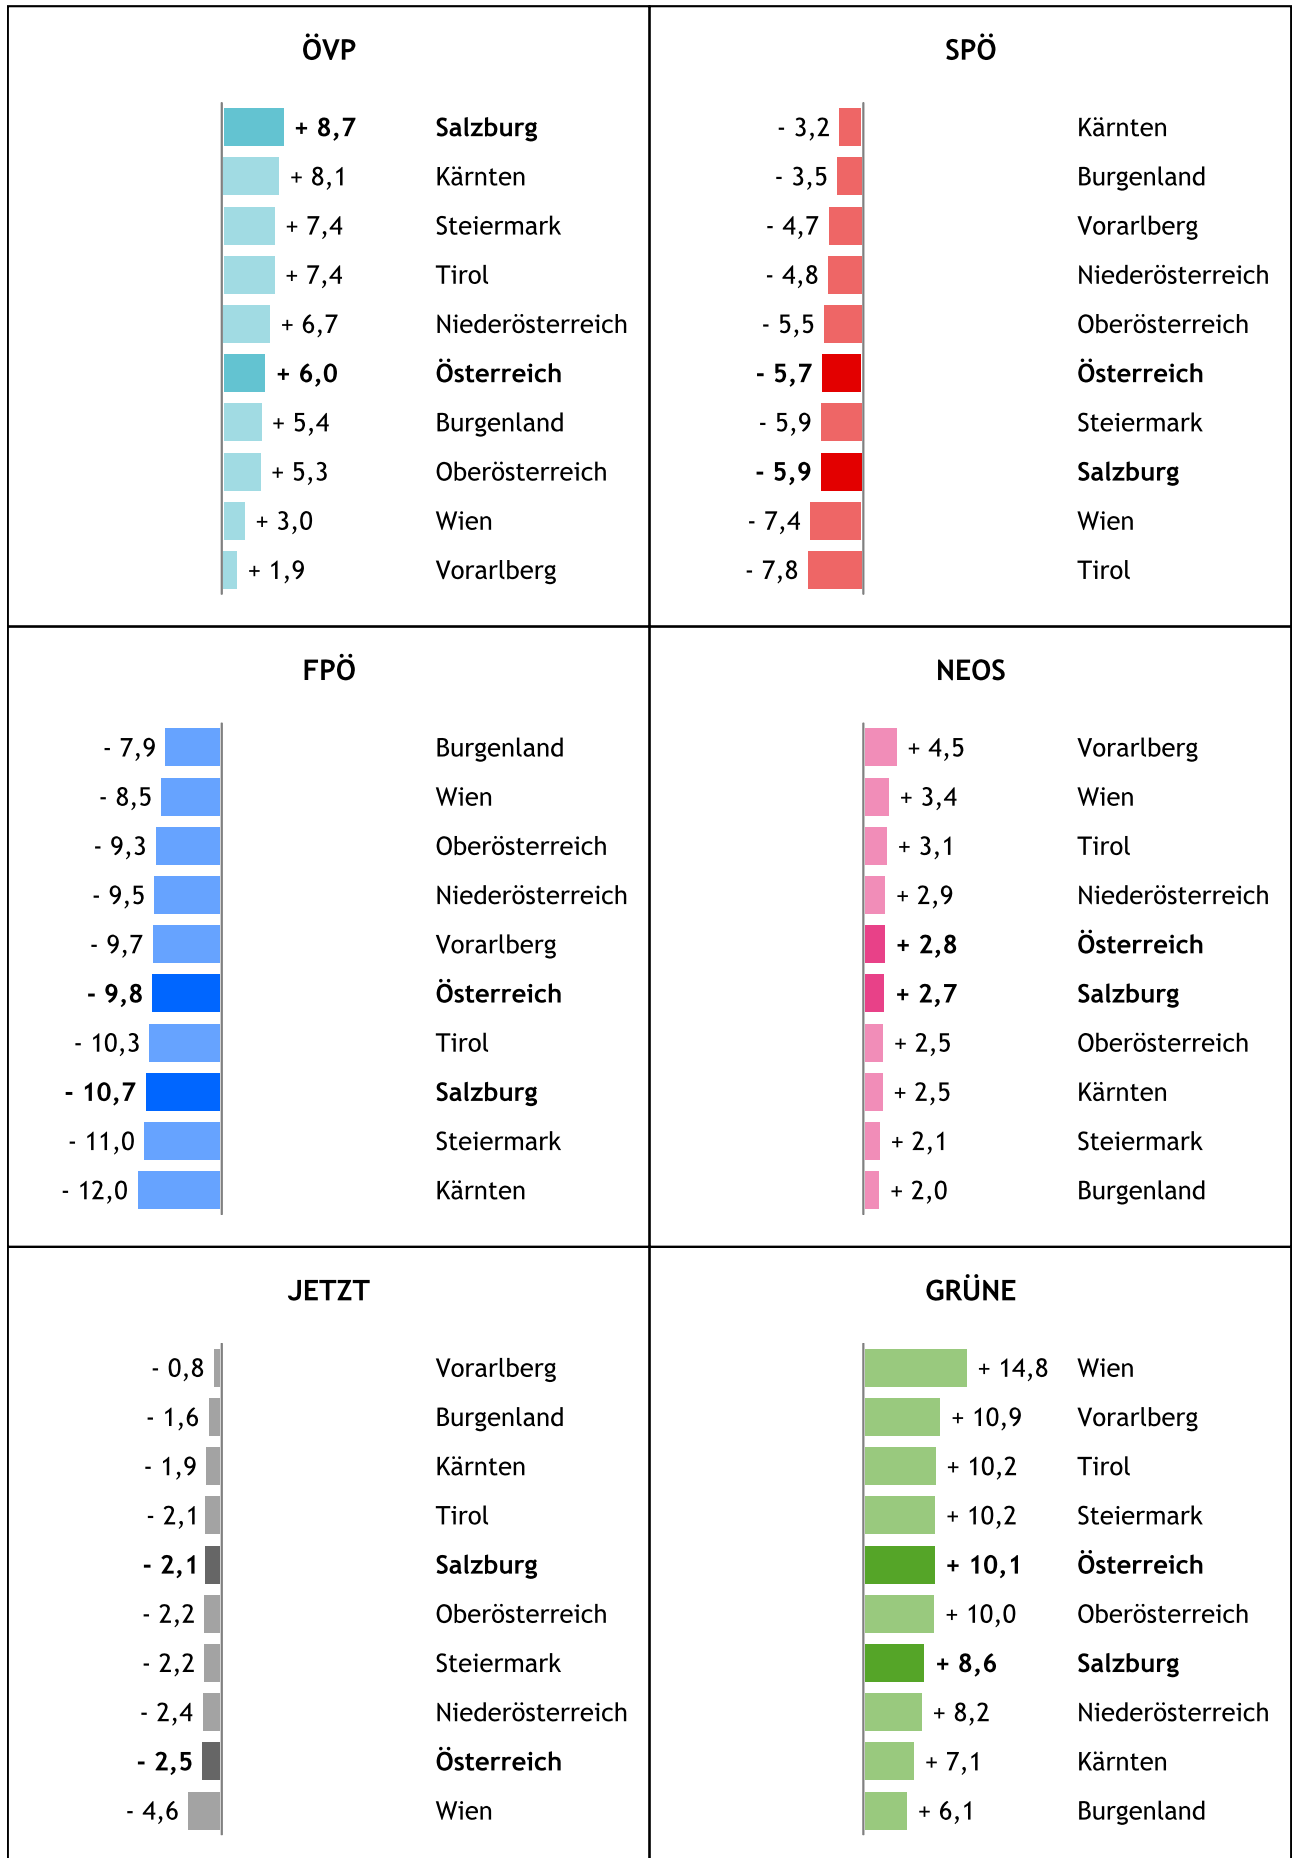 ÖVP
+ 8,7 Salzburg
+ 8,1 Kärnten
+ 7,4 Steiermark
+ 7,4 Tirol
+ 6,7 Niederösterreich
+ 6,0 Österreich
+ 5,4 Burgenland
+ 5,3 Oberösterreich
+ 3,0 Wien
+ 1,9 Vorarlberg
SPÖ
- 3,2 Kärnten
- 3,5 Burgenland
- 4,7 Vorarlberg
- 4,8 Niederösterreich
- 5,5 Oberösterreich
- 5,7 Österreich
- 5,9 Steiermark
- 5,9 Salzburg
- 7,4 Wien
- 7,8 Tirol
FPÖ
- 7,9 Burgenland
- 8,5 Wien
- 9,3 Oberösterreich
- 9,5 Niederösterreich
- 9,7 Vorarlberg
- 9,8 Österreich
- 10,3 Tirol
- 10,7 Salzburg
- 11,0 Steiermark
- 12,0 Kärnten
NEOS
+ 4,5 Vorarlberg
+ 3,4 Wien
+ 3,1 Tirol
+ 2,9 Niederösterreich
+ 2,8 Österreich
+ 2,7 Salzburg
+ 2,5 Oberösterreich
+ 2,5 Kärnten
+ 2,1 Steiermark
+ 2,0 Burgenland
JETZT
- 0,8 Vorarlberg
- 1,6 Burgenland
- 1,9 Kärnten
- 2,1 Tirol
- 2,1 Salzburg
- 2,2 Oberösterreich
- 2,2 Steiermark
- 2,4 Niederösterreich
- 2,5 Österreich
- 4,6 Wien
GRÜNE
+ 14,8 Wien
+ 10,9 Vorarlberg
+ 10,2 Tirol
+ 10,2 Steiermark
+ 10,1 Österreich
+ 10,0 Oberösterreich
+ 8,6 Salzburg
+ 8,2 Niederösterreich
+ 7,1 Kärnten
+ 6,1 Burgenland